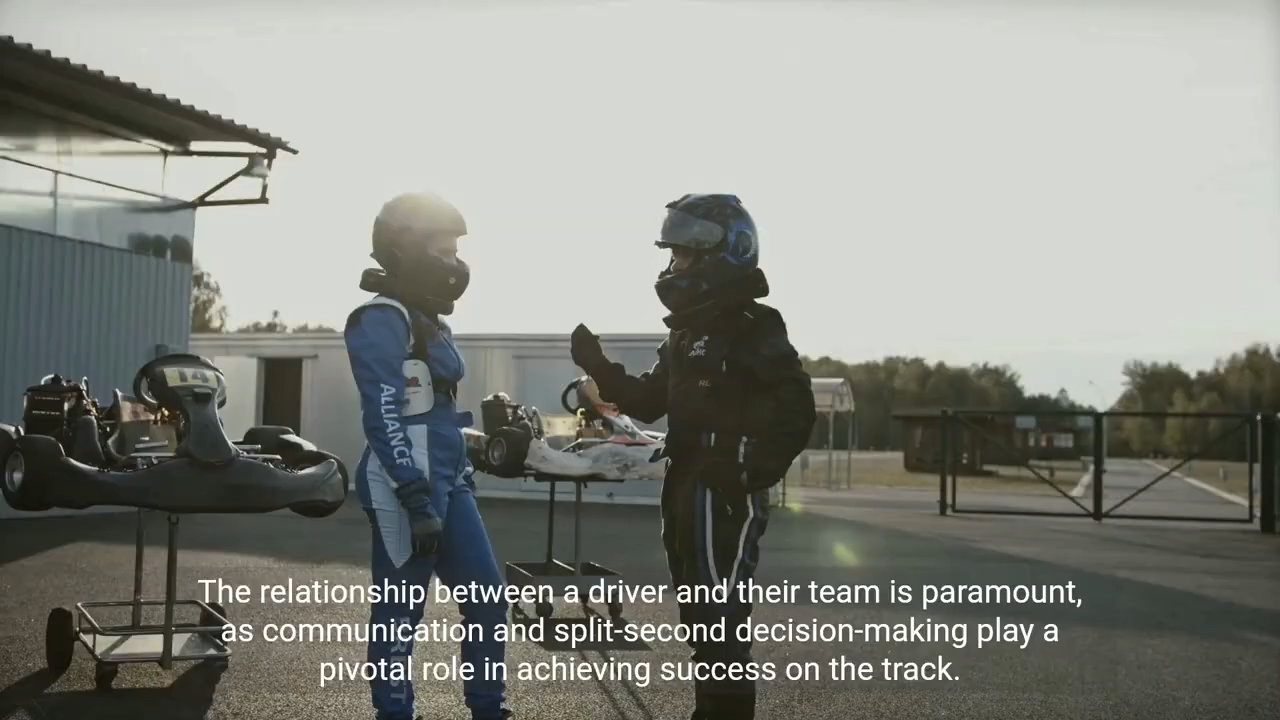 14
ALLIANCE
The relationship between a driver and their team is paramount,
as communication and split-second decision-making play a
pivotal role in achieving success on the track.